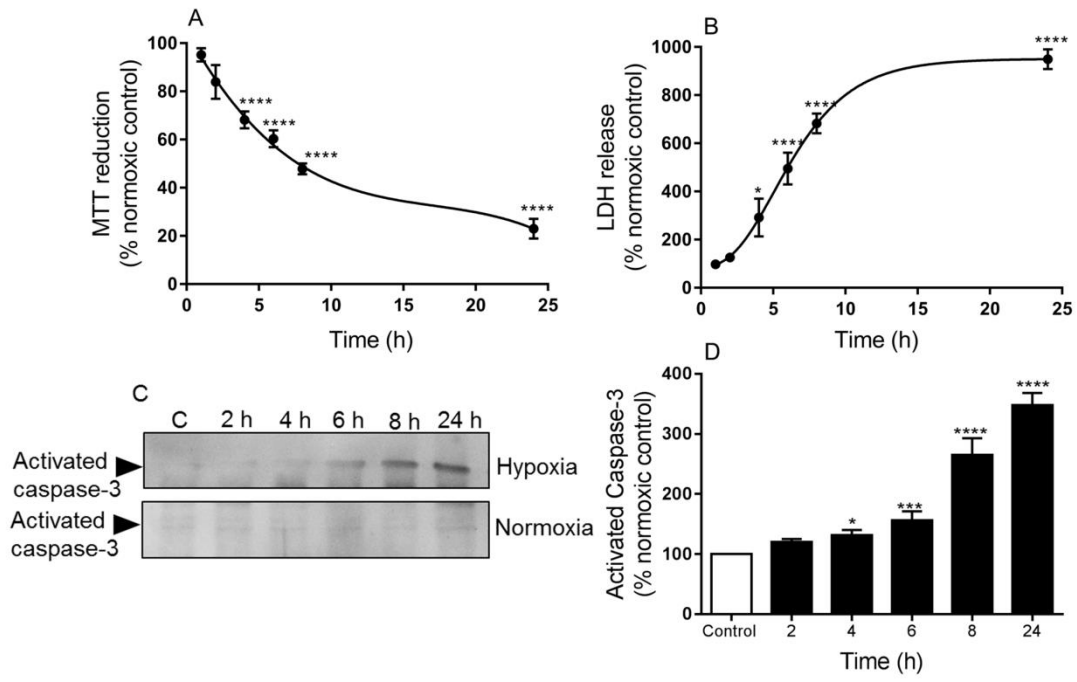 A
MTT reduction
(% normoxic control)
100
80
60
40
20
0
****
****
****
****
0 5 10 15 20 25
Time (h)
B
LDH release
(% normoxic control)
1000
800
600
400
200
0
*
****
****
****
0 5 10 15 20 25
Time (h)
C
C 2 h 4 h 6 h 8 h 24 h
Activated
caspase-3
Hypoxia
Activated
caspase-3
Normoxia
D
Activated Caspase-3
(% normoxic control)
400
300
200
100
0
*
***
****
****
Control 2 4 6 8 24
Time (h)